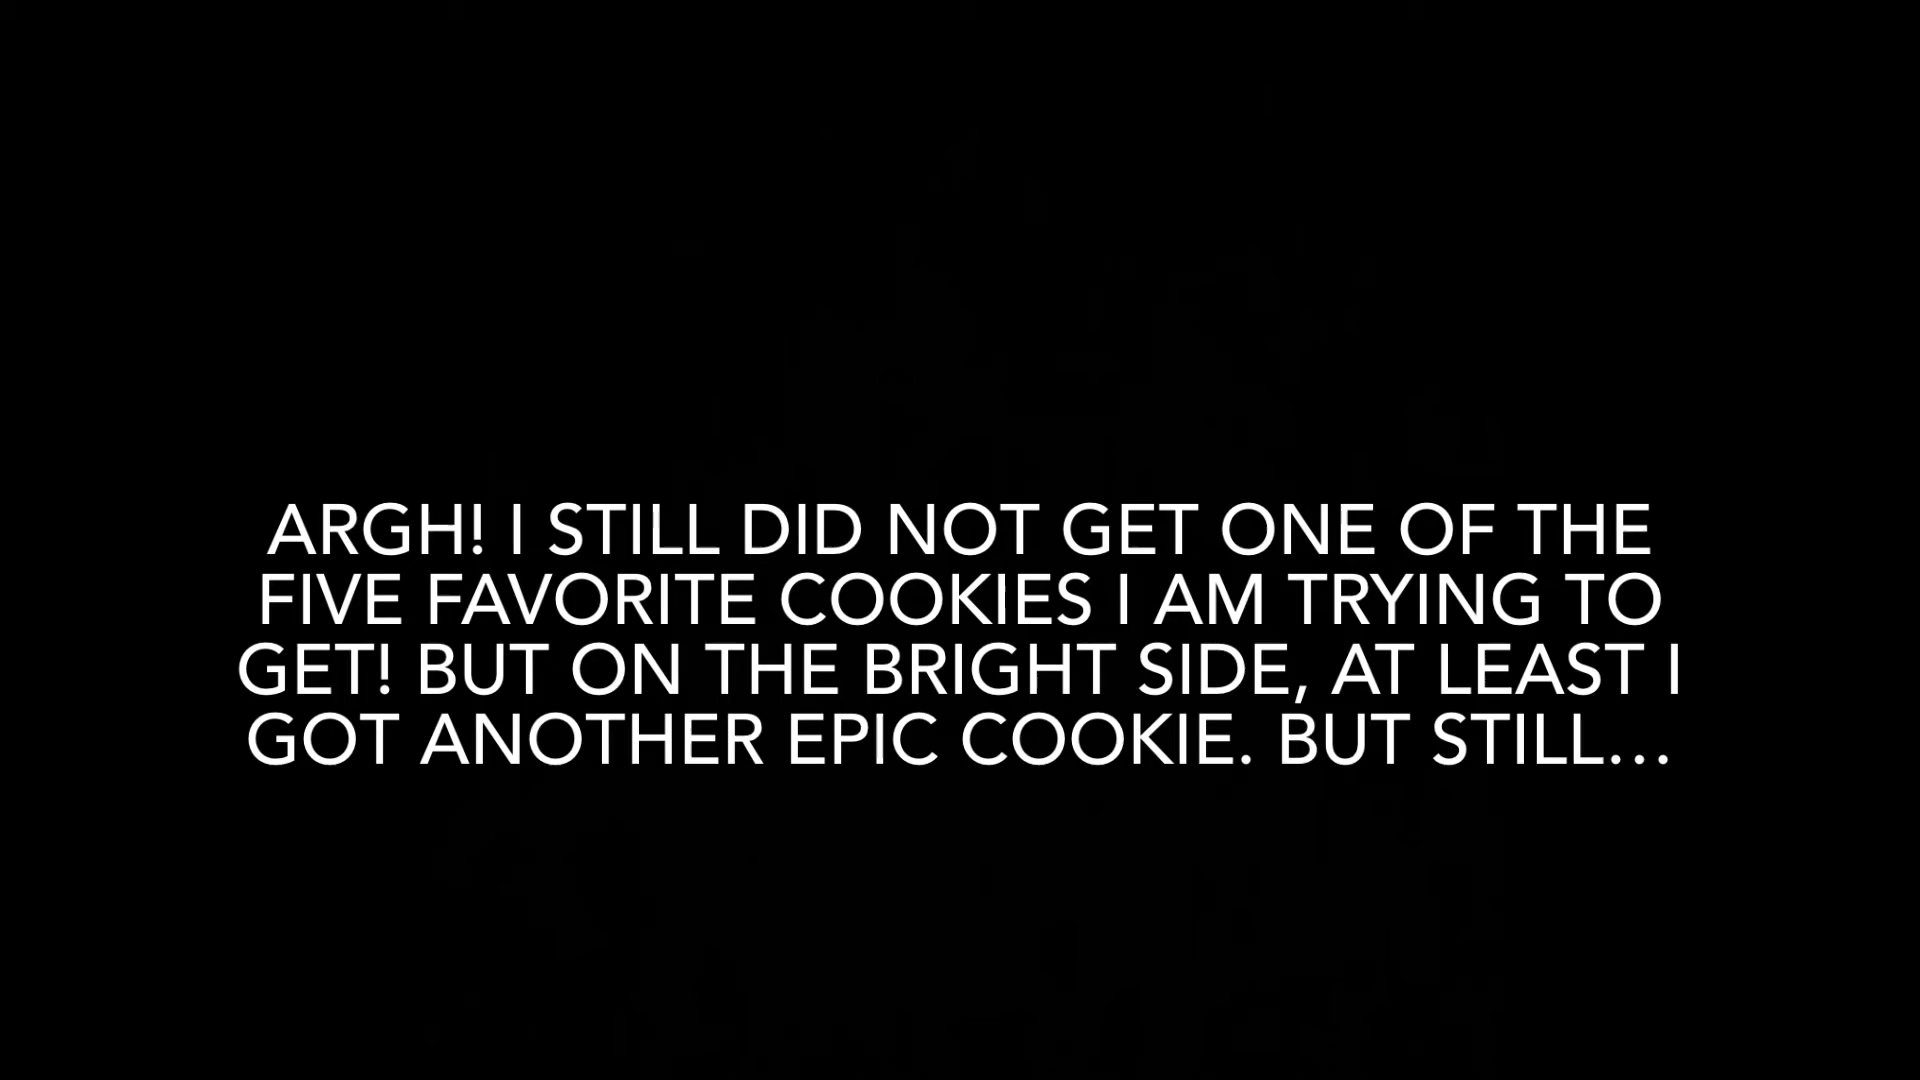 ARGH! I STILL DID NOT GET ONE OF THE
FIVE FAVORITE COOKIES I AM TRYING TO
GET! BUT ON THE BRIGHT SIDE, AT LEAST I
GOT ANOTHER EPIC COOKIE. BUT STILL…